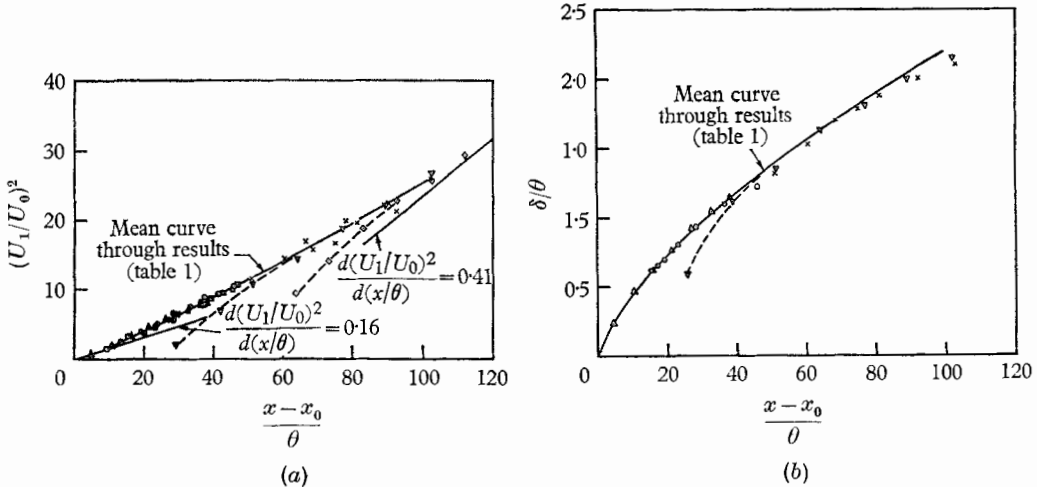 40
30
20
10
0
20
40
60
80
100
120
(U₁/U₀)²
Mean curve
through results
(table 1)
d(U₁/U₀)²
d(x/θ)
=0·16
d(U₁/U₀)²
d(x/θ)
=0·41
x − x₀
θ
(a)
2·5
2·0
1·0
1·5
0·5
0
20
40
60
80
100
120
δ/θ
Mean curve
through results
(table 1)
x − x₀
θ
(b)